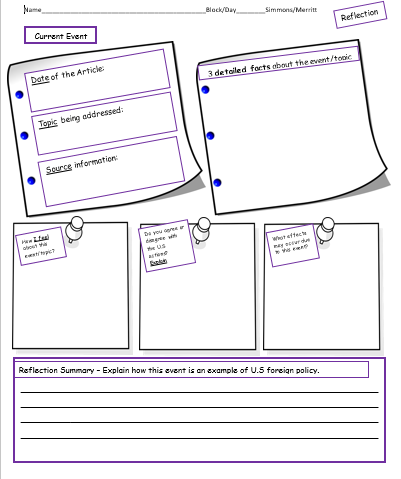 Name____________________Block/Day________Simmons/Merritt
Reflection
Current Event
Date of the Article:
3 detailed facts about the event/topic
Topic being addressed:
Source information:
How I feel
about this
event/topic?
Do you agree or
disagree with
the U.S
actions?
Explain
What effects
may occur due
to this event?
Reflection Summary – Explain how this event is an example of U.S foreign policy.